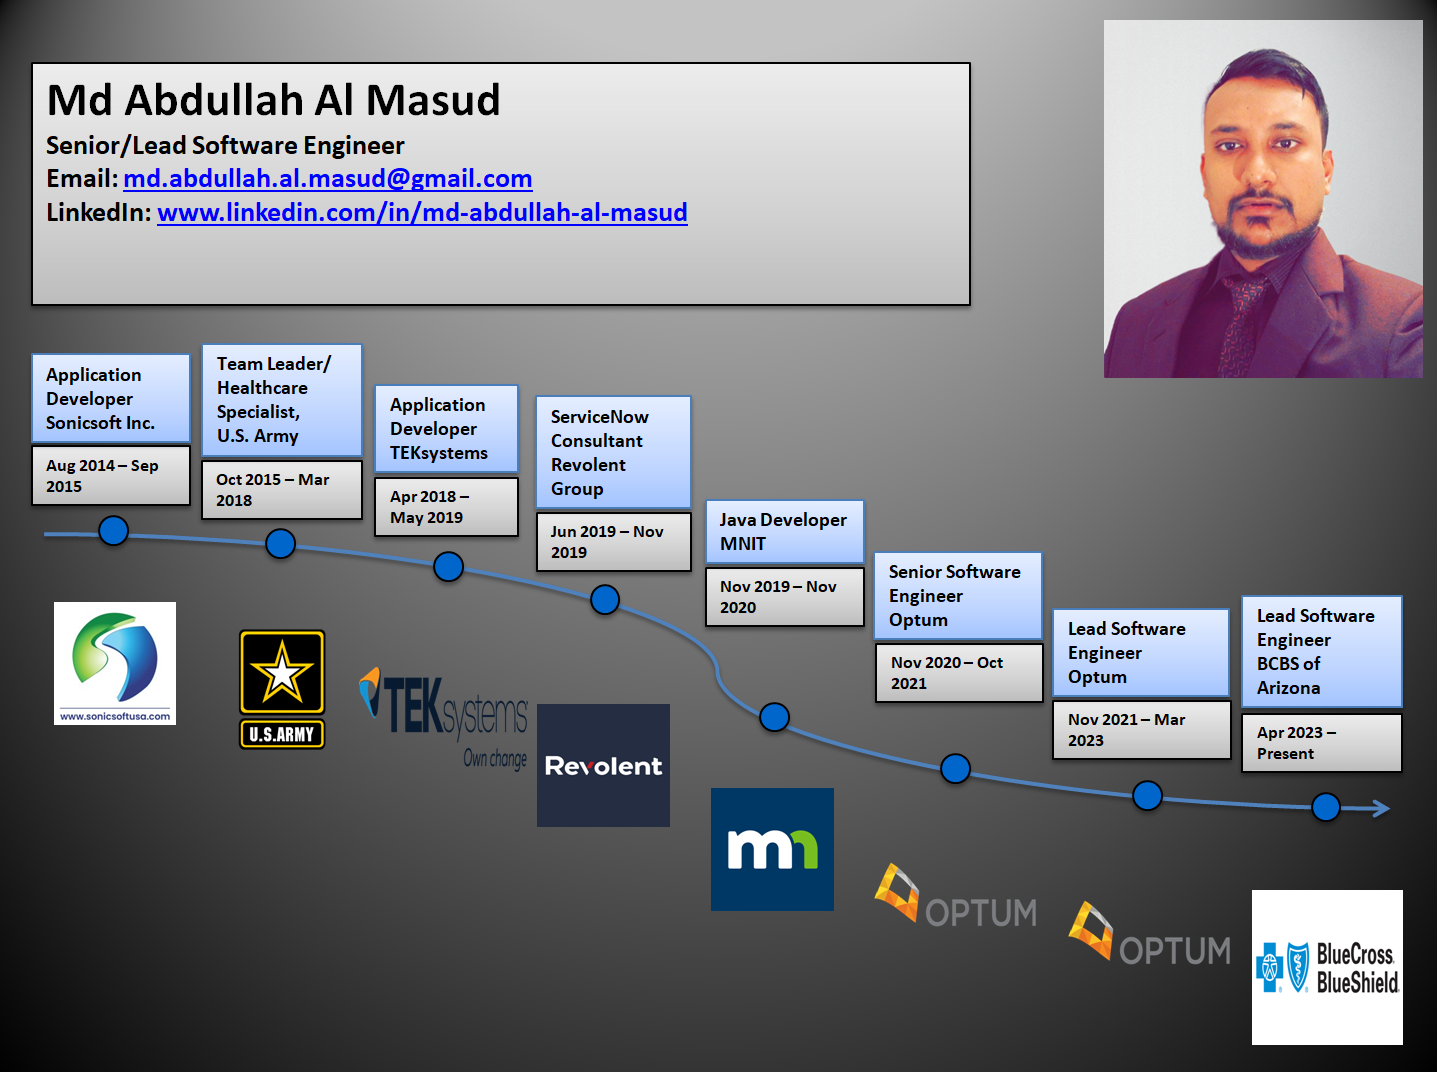 Md Abdullah Al Masud
Senior/Lead Software Engineer
Email: md.abdullah.al.masud@gmail.com
LinkedIn: www.linkedin.com/in/md-abdullah-al-masud
Application
Developer
Sonicsoft Inc.
Aug 2014 – Sep
2015
Team Leader/
Healthcare
Specialist,
U.S. Army
Oct 2015 – Mar
2018
Application
Developer
TEKsystems
Apr 2018 –
May 2019
ServiceNow
Consultant
Revolent
Group
Jun 2019 – Nov
2019
Java Developer
MNIT
Nov 2019 – Nov
2020
Senior Software
Engineer
Optum
Nov 2020 – Oct
2021
Lead Software
Engineer
Optum
Nov 2021 – Mar
2023
Lead Software
Engineer
BCBS of
Arizona
Apr 2023 –
Present
www.sonicsoftusa.com
U.S.ARMY
TEKsystems
Own change
Revolent
mn
OPTUM
OPTUM
BlueCross
BlueShield